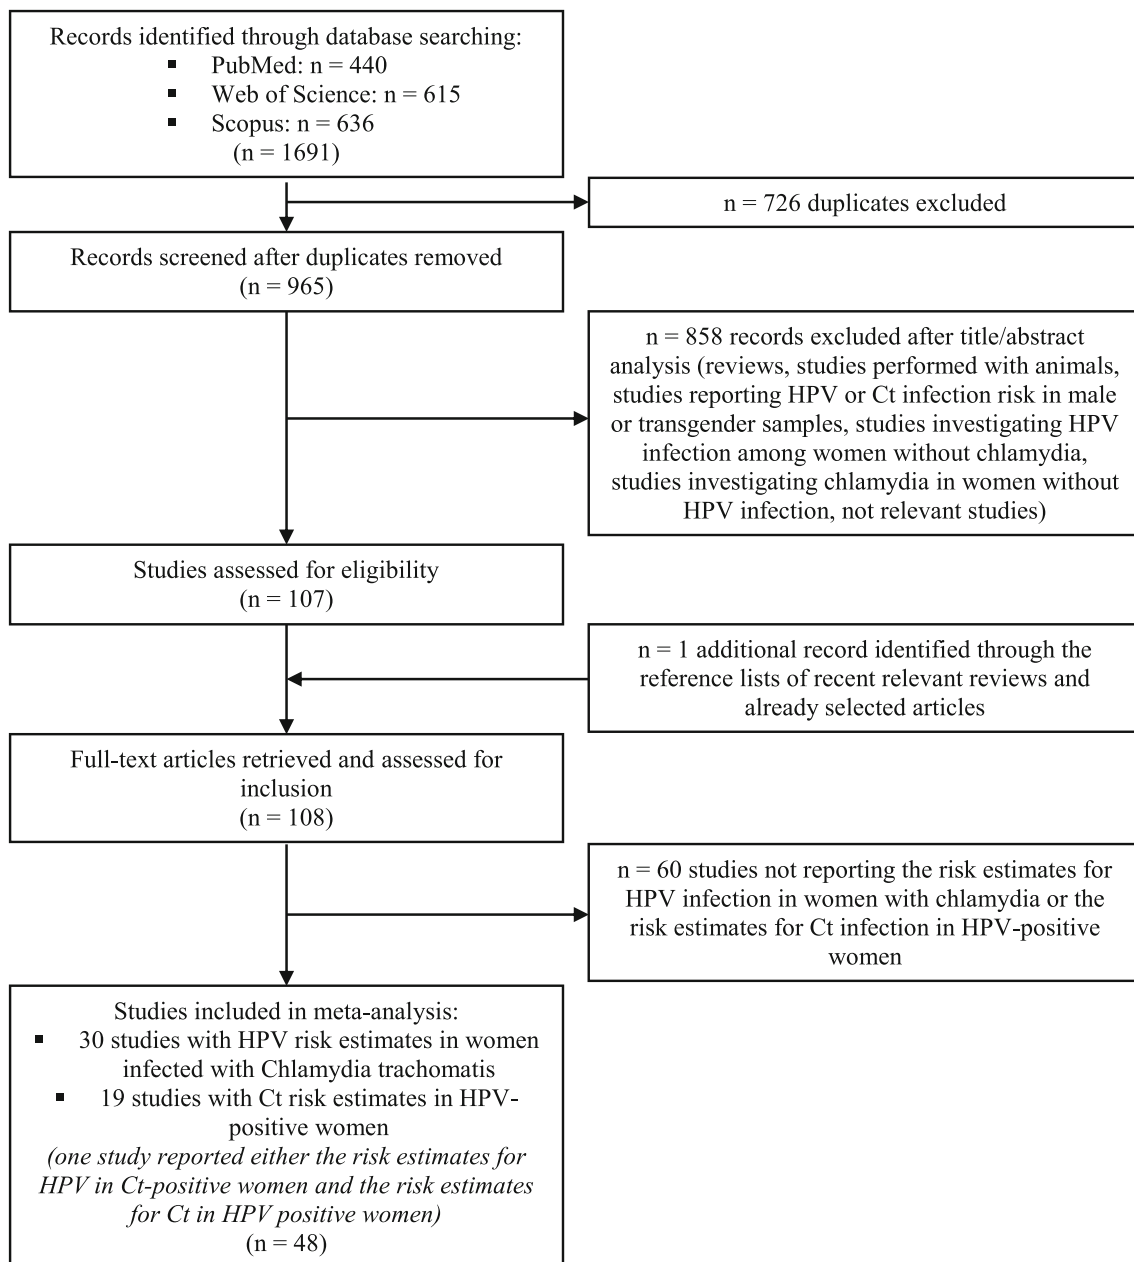 Records identified through database searching:
▪ PubMed: n = 440
▪ Web of Science: n = 615
▪ Scopus: n = 636
(n = 1691)
n = 726 duplicates excluded
Records screened after duplicates removed
(n = 965)
n = 858 records excluded after title/abstract
analysis (reviews, studies performed with animals,
studies reporting HPV or Ct infection risk in male
or transgender samples, studies investigating HPV
infection among women without chlamydia,
studies investigating chlamydia in women without
HPV infection, not relevant studies)
Studies assessed for eligibility
(n = 107)
n = 1 additional record identified through the
reference lists of recent relevant reviews and
already selected articles
Full-text articles retrieved and assessed for
inclusion
(n = 108)
n = 60 studies not reporting the risk estimates for
HPV infection in women with chlamydia or the
risk estimates for Ct infection in HPV-positive
women
Studies included in meta-analysis:
▪ 30 studies with HPV risk estimates in women
infected with Chlamydia trachomatis
▪ 19 studies with Ct risk estimates in HPV-
positive women
(one study reported either the risk estimates for
HPV in Ct-positive women and the risk estimates
for Ct in HPV positive women)
(n = 48)